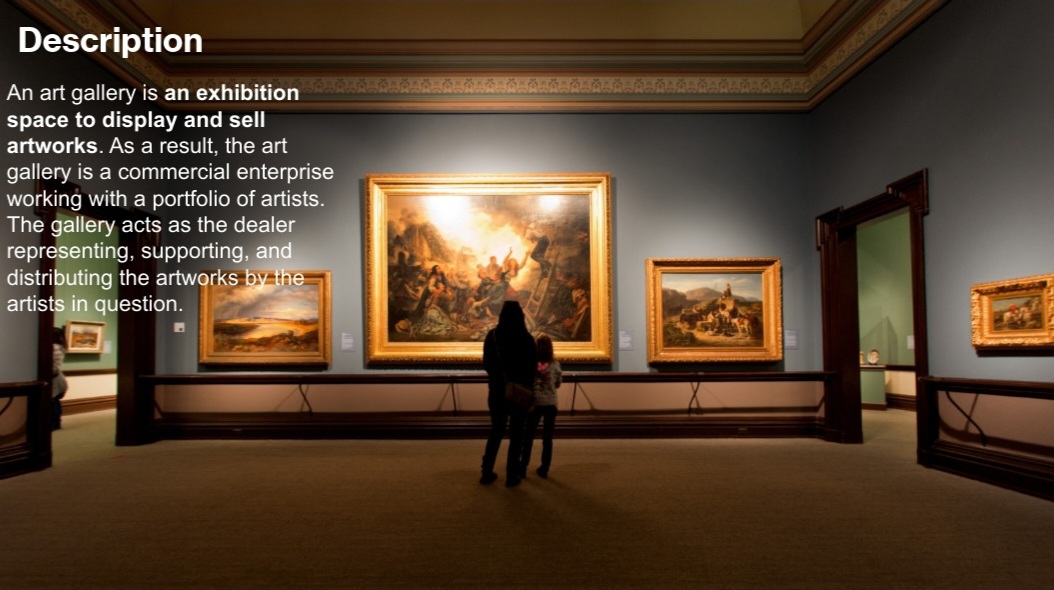 Description
An art gallery is an exhibition
space to display and sell
artworks. As a result, the art
gallery is a commercial enterprise
working with a portfolio of artists.
The gallery acts as the dealer
representing, supporting, and
distributing the artworks by the
artists in question.